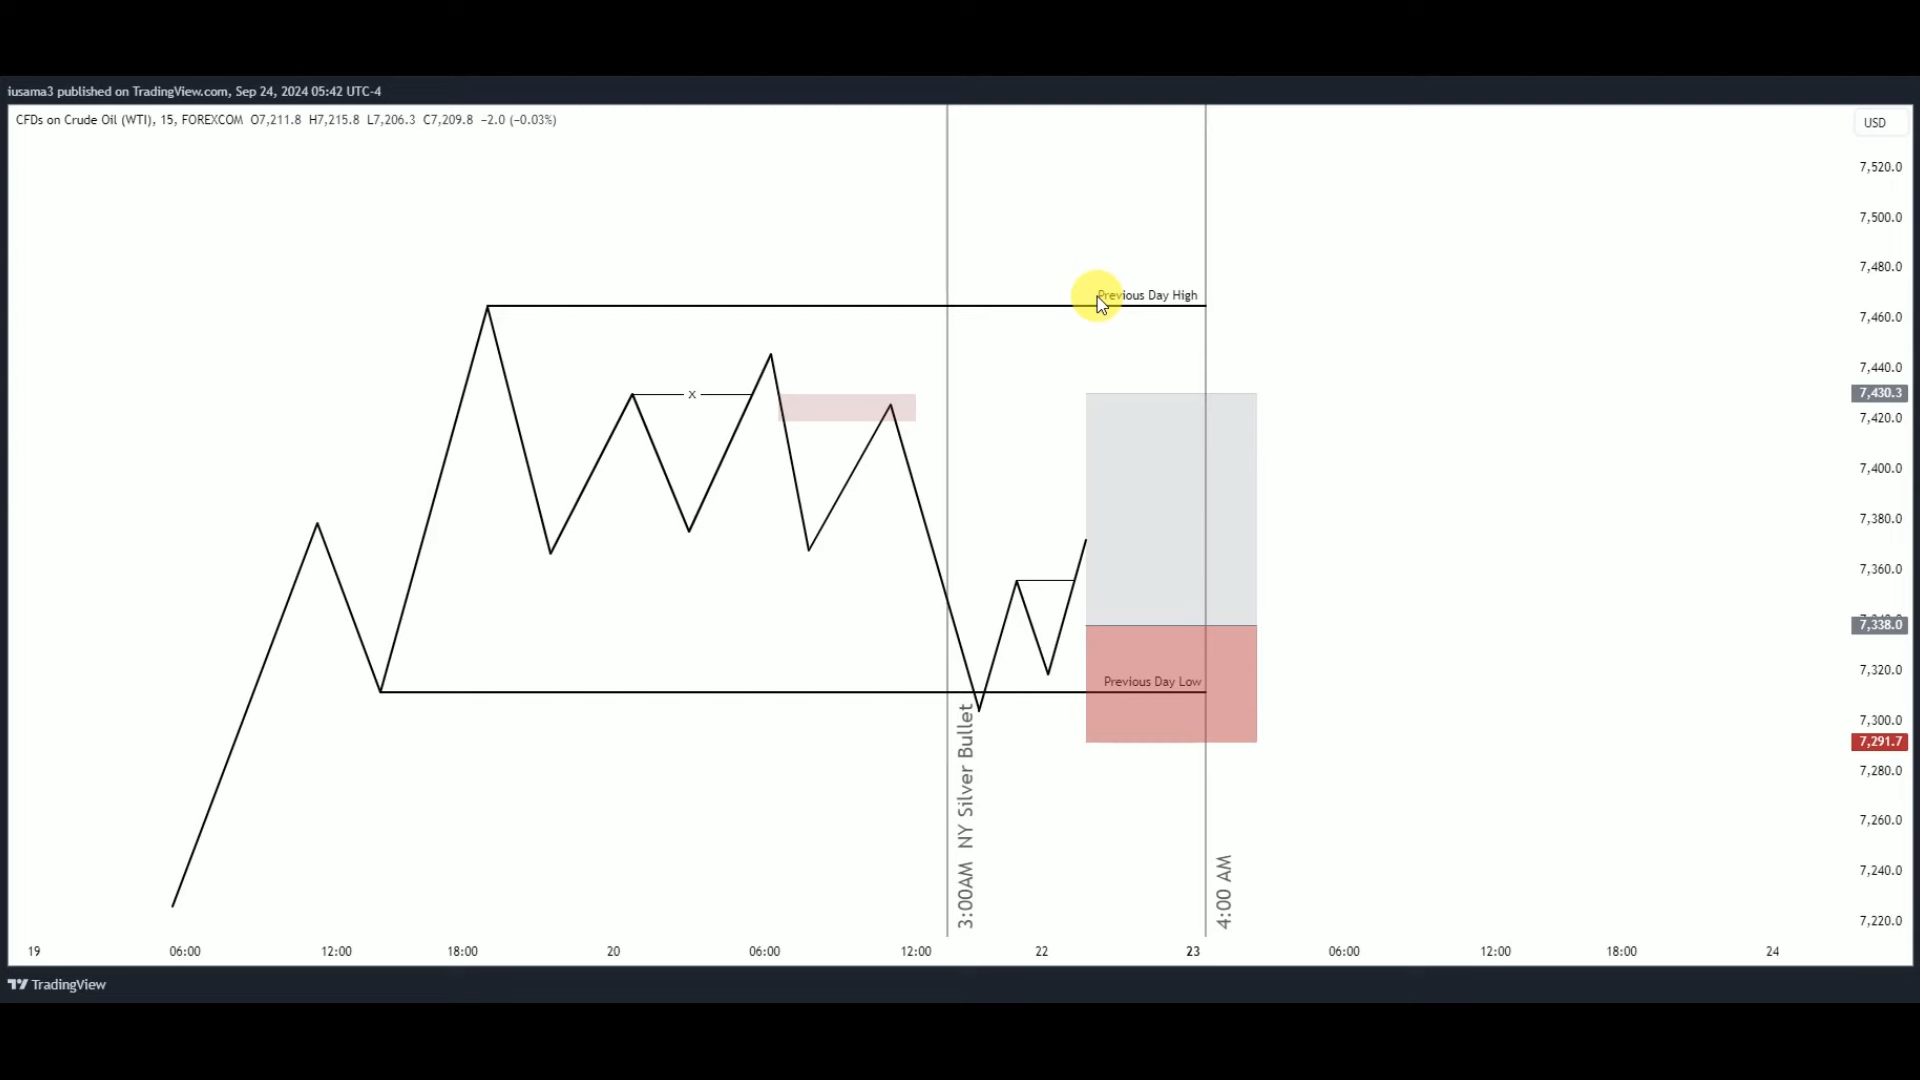 iusama3 published on TradingView.com, Sep 24, 2024 05:42 UTC-4
CFDs on Crude Oil (WTI), 15, FOREXCOM O7,211.8 H7,215.8 L7,206.3 C7,209.8 −2.0 (−0.03%)
USD
7,520.0
7,500.0
7,480.0
Previous Day High
7,460.0
7,440.0
7,430.3
x
7,420.0
7,400.0
7,380.0
7,360.0
7,338.0
7,320.0
Previous Day Low
7,300.0
7,291.7
7,280.0
7,260.0
7,240.0
7,220.0
3:00AM NY Silver Bullet
4:00 AM
19 06:00 12:00 18:00 20 06:00 12:00 22 23 06:00 12:00 18:00 24
TradingView